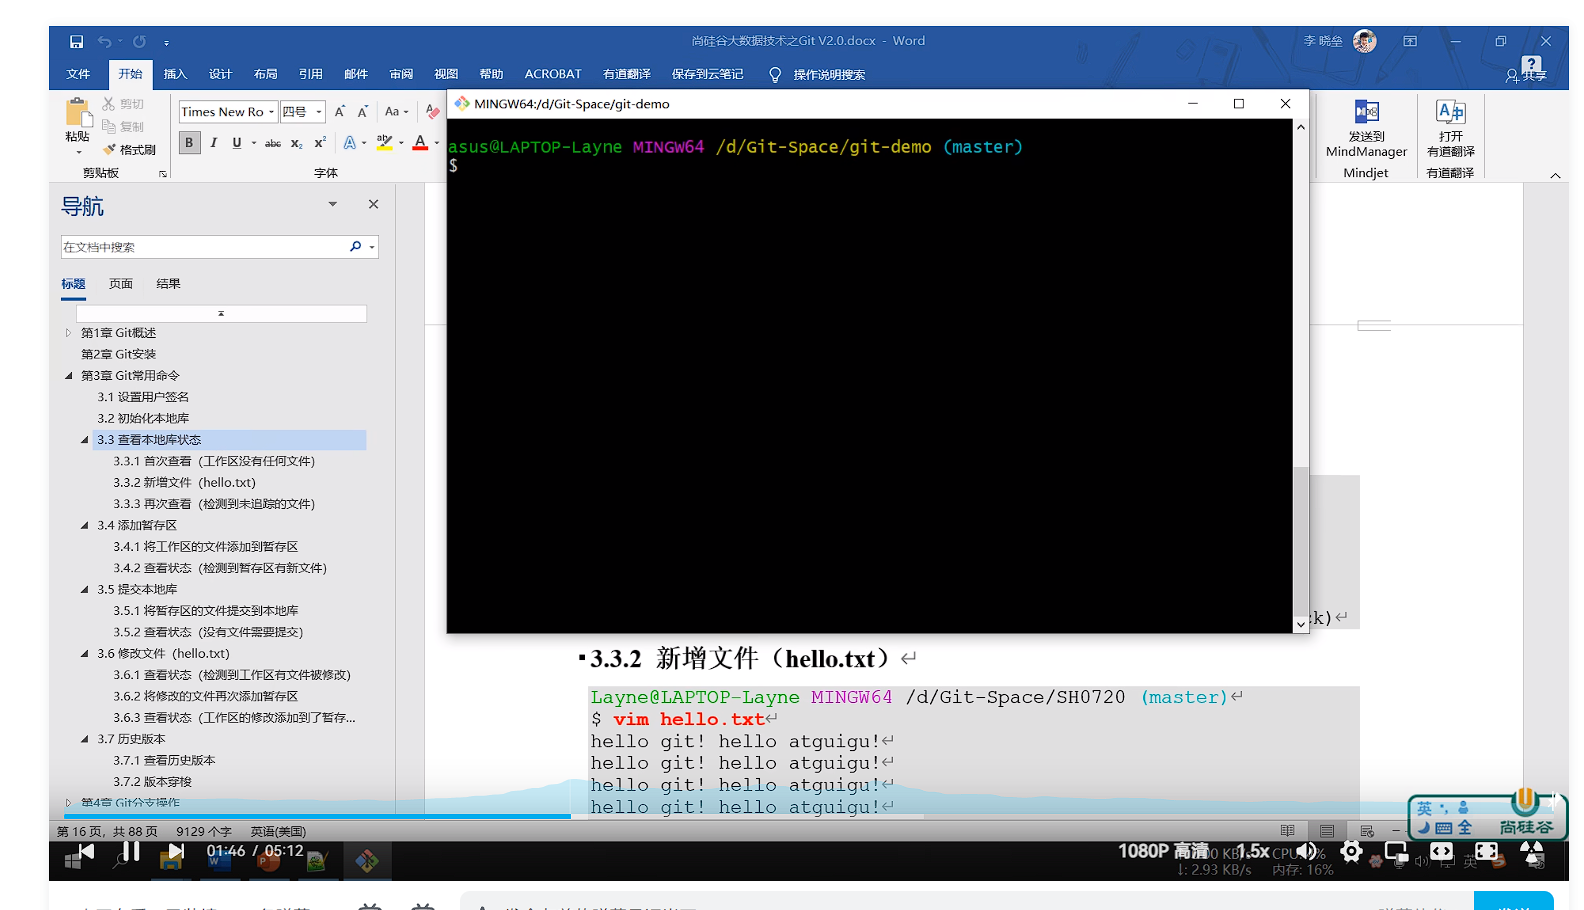 尚硅谷大数据技术之Git V2.0.docx - Word
李 晓垒
文件 开始 插入 设计 布局 引用 邮件 审阅 视图 帮助 ACROBAT 有道翻译 保存到云笔记 操作说明搜索
共享
粘贴
剪切
复制
格式刷
剪贴板
Times New Ro 四号
Aa
B I U abc x₂ x² A aby A
字体
发送到
MindManager
Mindjet
打开
有道翻译
有道翻译
MINGW64:/d/Git-Space/git-demo
asus@LAPTOP-Layne MINGW64 /d/Git-Space/git-demo (master)
$
导航
在文档中搜索
标题 页面 结果
第1章 Git概述
第2章 Git安装
第3章 Git常用命令
3.1 设置用户签名
3.2 初始化本地库
3.3 查看本地库状态
3.3.1 首次查看（工作区没有任何文件）
3.3.2 新增文件（hello.txt）
3.3.3 再次查看（检测到未追踪的文件）
3.4 添加暂存区
3.4.1 将工作区的文件添加到暂存区
3.4.2 查看状态（检测到暂存区有新文件）
3.5 提交本地库
3.5.1 将暂存区的文件提交到本地库
3.5.2 查看状态（没有文件需要提交）
3.6 修改文件（hello.txt）
3.6.1 查看状态（检测到工作区有文件被修改）
3.6.2 将修改的文件再次添加暂存区
3.6.3 查看状态（工作区的修改添加到了暂存...
3.7 历史版本
3.7.1 查看历史版本
3.7.2 版本穿梭
第4章 Git分支操作
k)↵
▪3.3.2 新增文件（hello.txt）↵
Layne@LAPTOP-Layne MINGW64 /d/Git-Space/SH0720 (master)↵
$ vim hello.txt↵
hello git! hello atguigu!↵
hello git! hello atguigu!↵
hello git! hello atguigu!↵
hello git! hello atguigu!↵
第 16 页，共 88 页 9129 个字 英语(美国)
英
全
尚硅谷
01:46 / 05:12
1080P 高清 1.5x
↓: 2.93 KB/s 内存: 16%
英